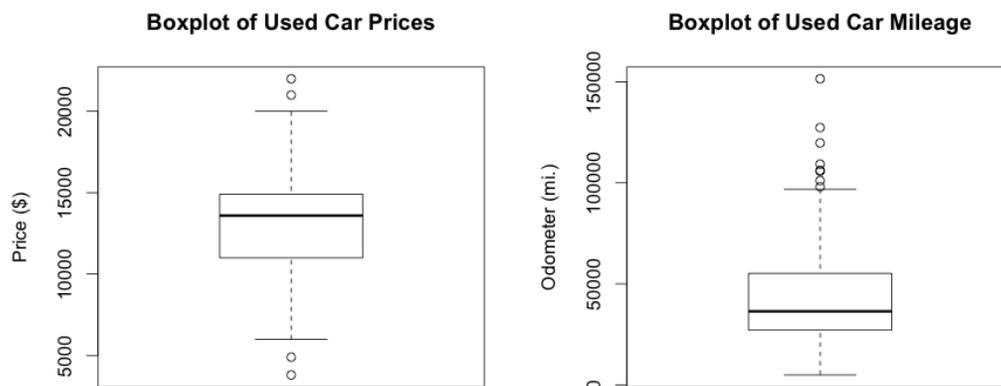 Boxplot of Used Car Prices
Price ($)
20000
15000
10000
5000
Boxplot of Used Car Mileage
Odometer (mi.)
150000
100000
50000
0